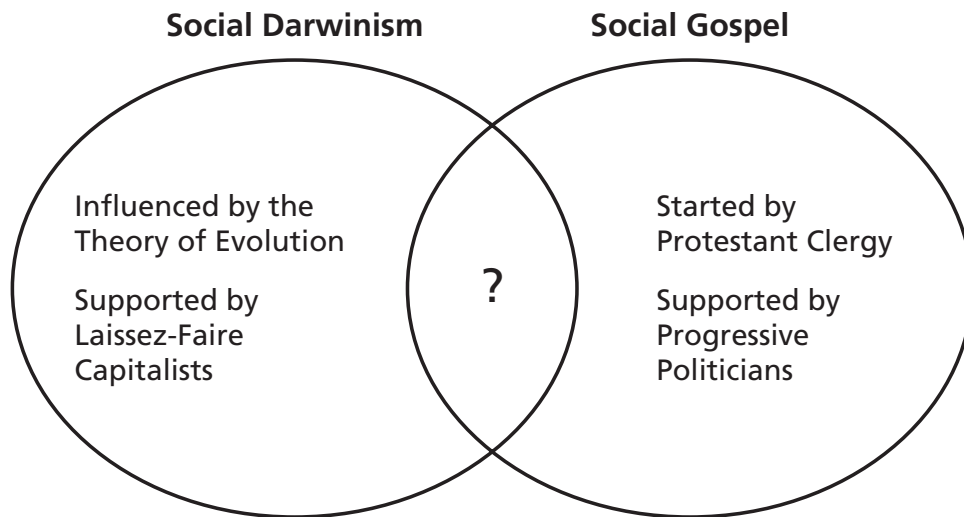 Social Darwinism
Social Gospel
Influenced by the
Theory of Evolution
Supported by
Laissez-Faire
Capitalists
?
Started by
Protestant Clergy
Supported by
Progressive
Politicians